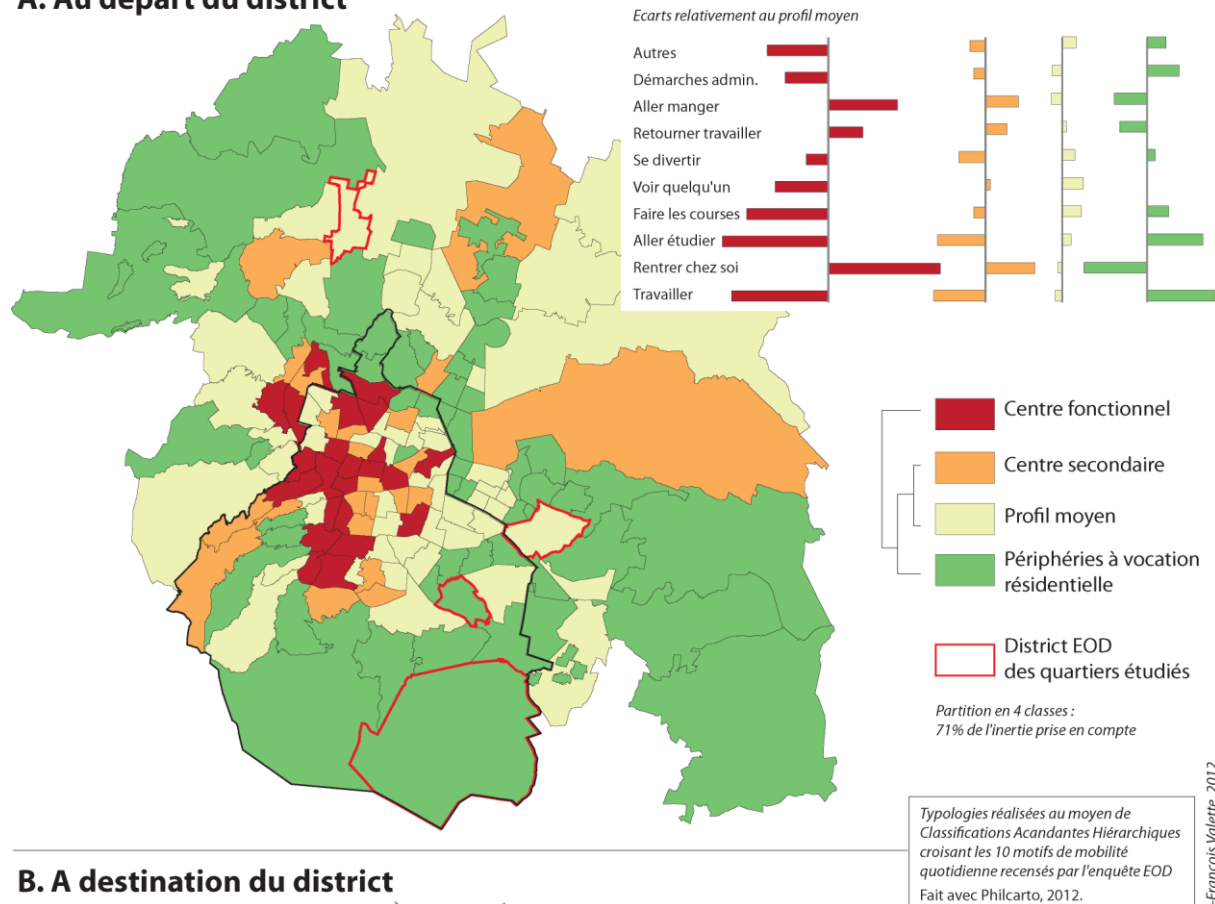 A. Au départ du district
Ecarts relativement au profil moyen
Autres
Démarches admin.
Aller manger
Retourner travailler
Se divertir
Voir quelqu'un
Faire les courses
Aller étudier
Rentrer chez soi
Travailler
Centre fonctionnel
Centre secondaire
Profil moyen
Périphéries à vocation
résidentielle
District EOD
des quartiers étudiés
Partition en 4 classes :
71% de l'inertie prise en compte
Typologies réalisées au moyen de
Classifications Acandantes Hiérarchiques
croisant les 10 motifs de mobilité
quotidienne recensés par l'enquête EOD
Fait avec Philcarto, 2012.
-François Valette, 2012
B. A destination du district